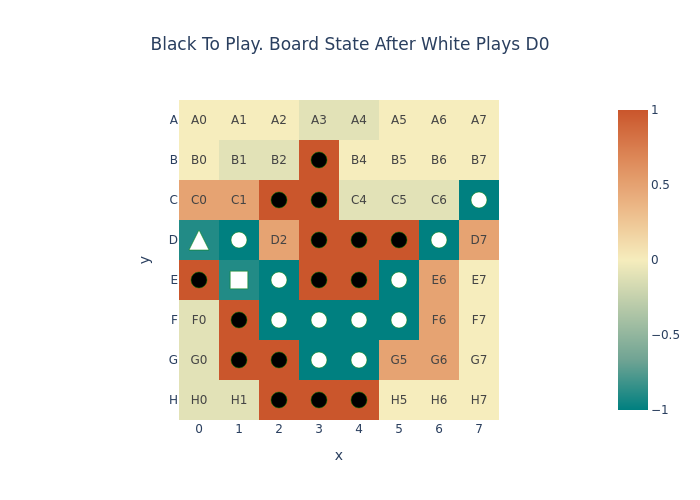 Black To Play. Board State After White Plays D0
A A0 A1 A2 A3 A4 A5 A6 A7
B B0 B1 B2 B4 B5 B6 B7
C C0 C1 C4 C5 C6
D D2 D7
E E6 E7
F F0 F6 F7
G G0 G5 G6 G7
H H0 H1 H5 H6 H7
0 1 2 3 4 5 6 7
x
y
1
0.5
0
−0.5
−1